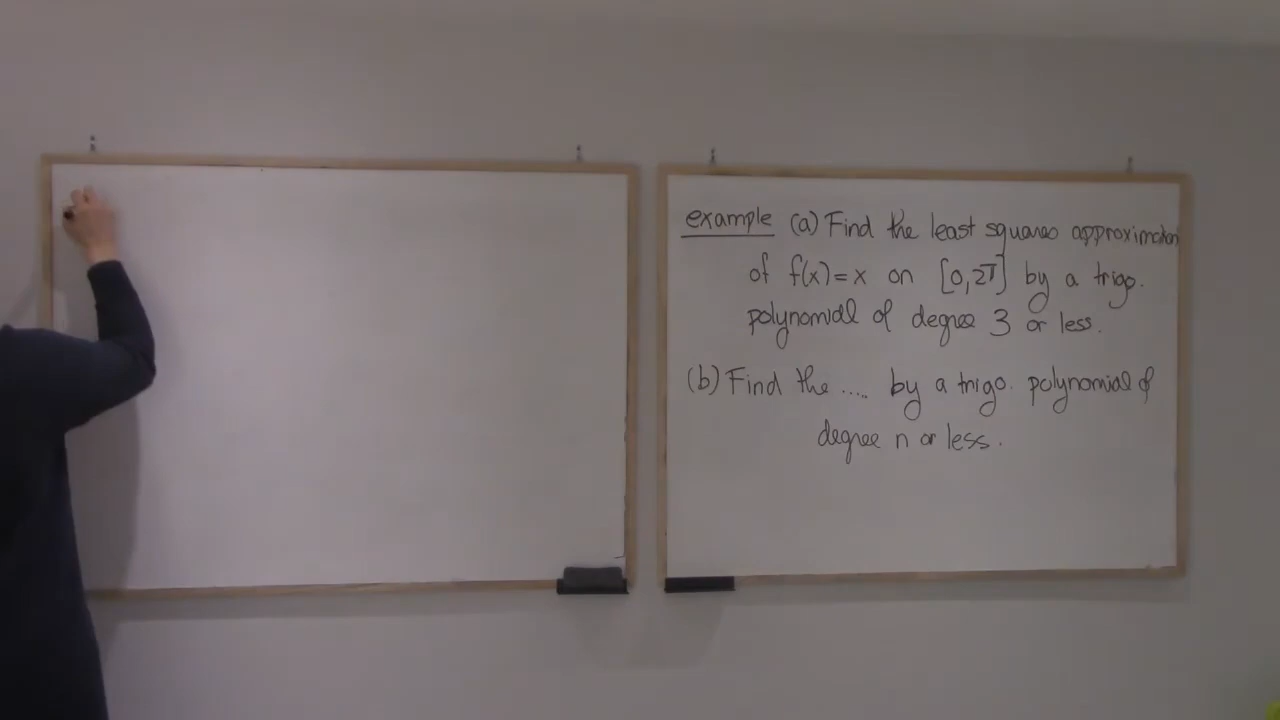 example (a) Find the least squares approximation
of f(x)=x on [0,2π] by a trigo.
polynomial of degree 3 or less.
(b) Find the ..... by a trigo. polynomial of
degree n or less.